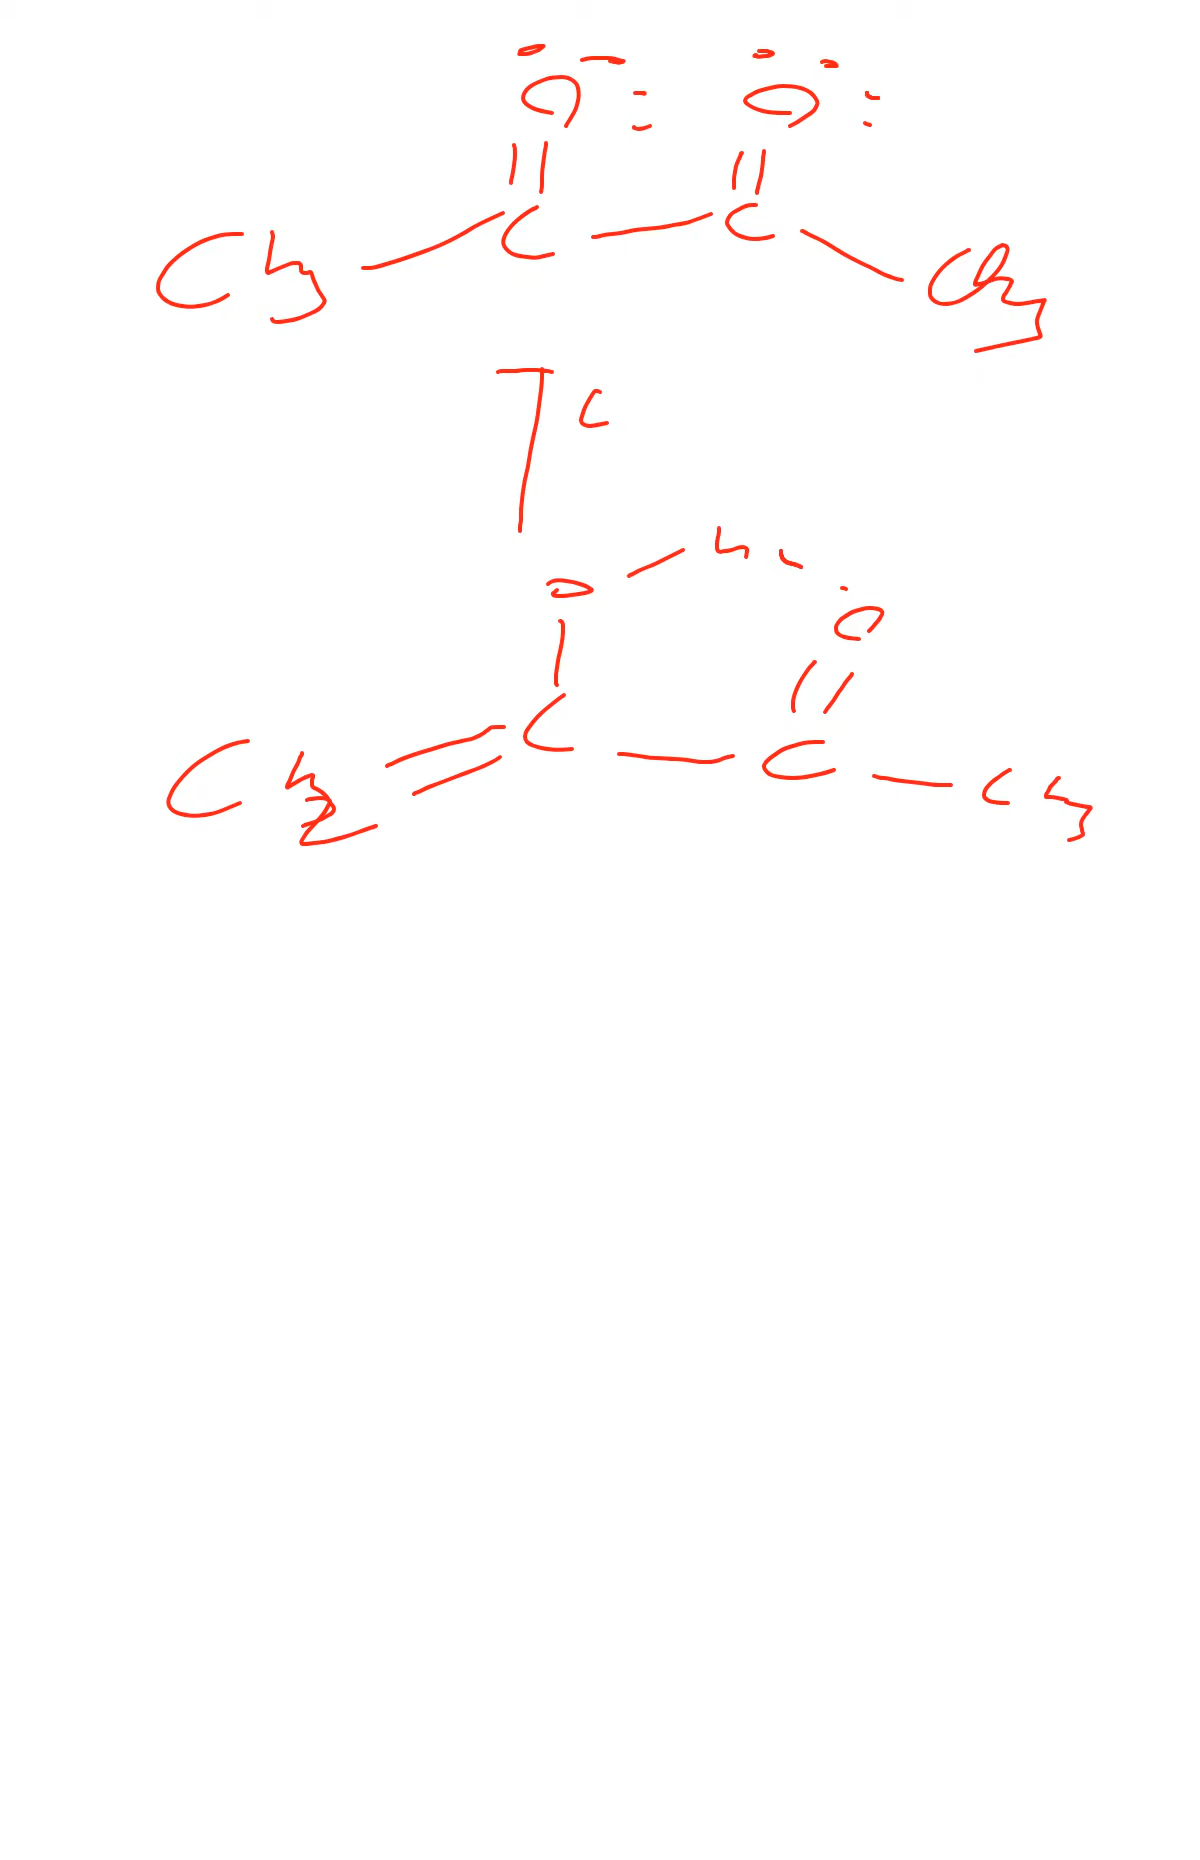 O O
CH3 — C — C — CH3
T C
O — H O
CH2 = C — C — CH3